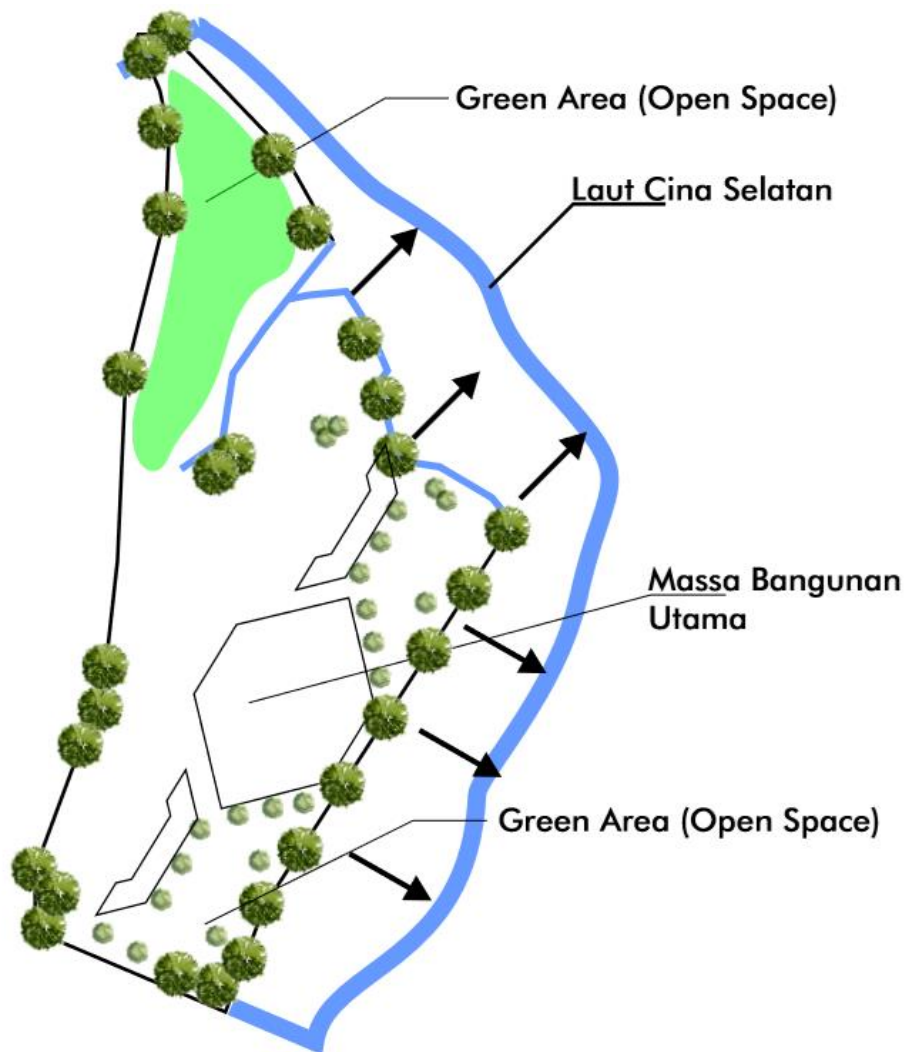 Green Area (Open Space)
Laut Cina Selatan
Massa Bangunan
Utama
Green Area (Open Space)